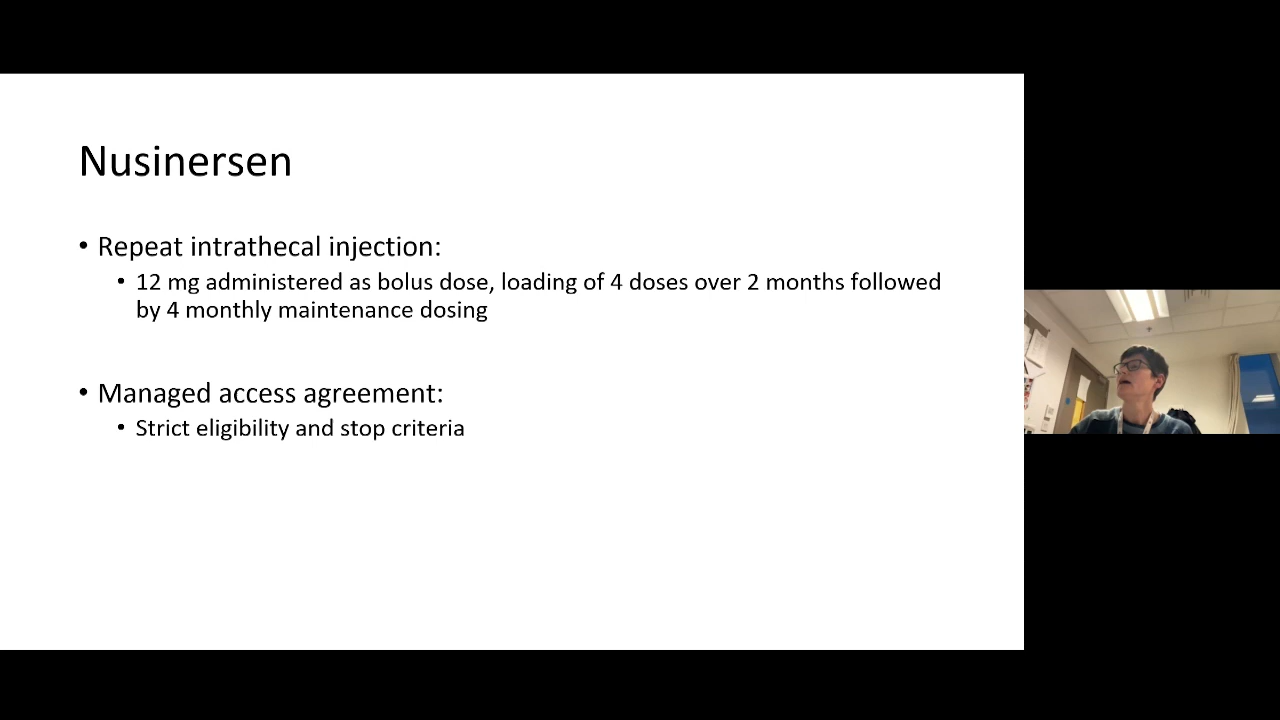 Nusinersen
• Repeat intrathecal injection:
• 12 mg administered as bolus dose, loading of 4 doses over 2 months followed
by 4 monthly maintenance dosing
• Managed access agreement:
• Strict eligibility and stop criteria